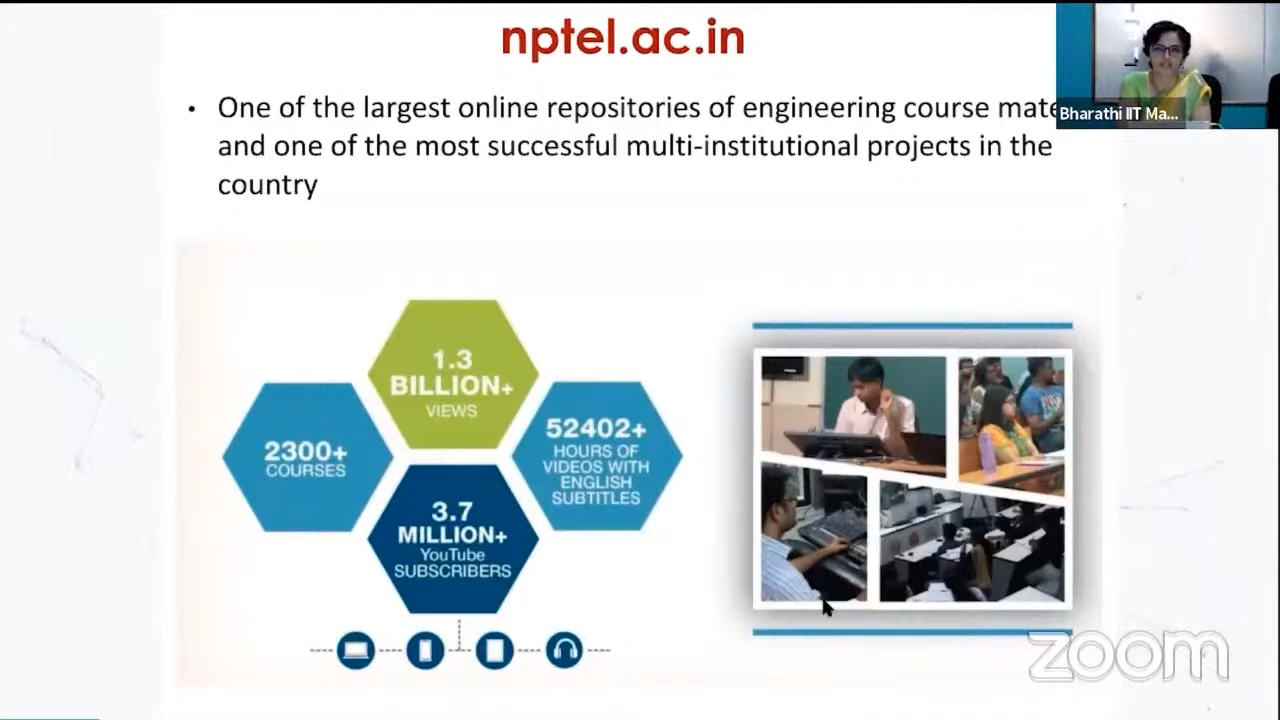 nptel.ac.in
• One of the largest online repositories of engineering course mate
and one of the most successful multi-institutional projects in the
country
Bharathi IIT Ma...
1.3
BILLION+
VIEWS
2300+
COURSES
52402+
HOURS OF
VIDEOS WITH
ENGLISH
SUBTITLES
3.7
MILLION+
YouTube
SUBSCRIBERS
zoom